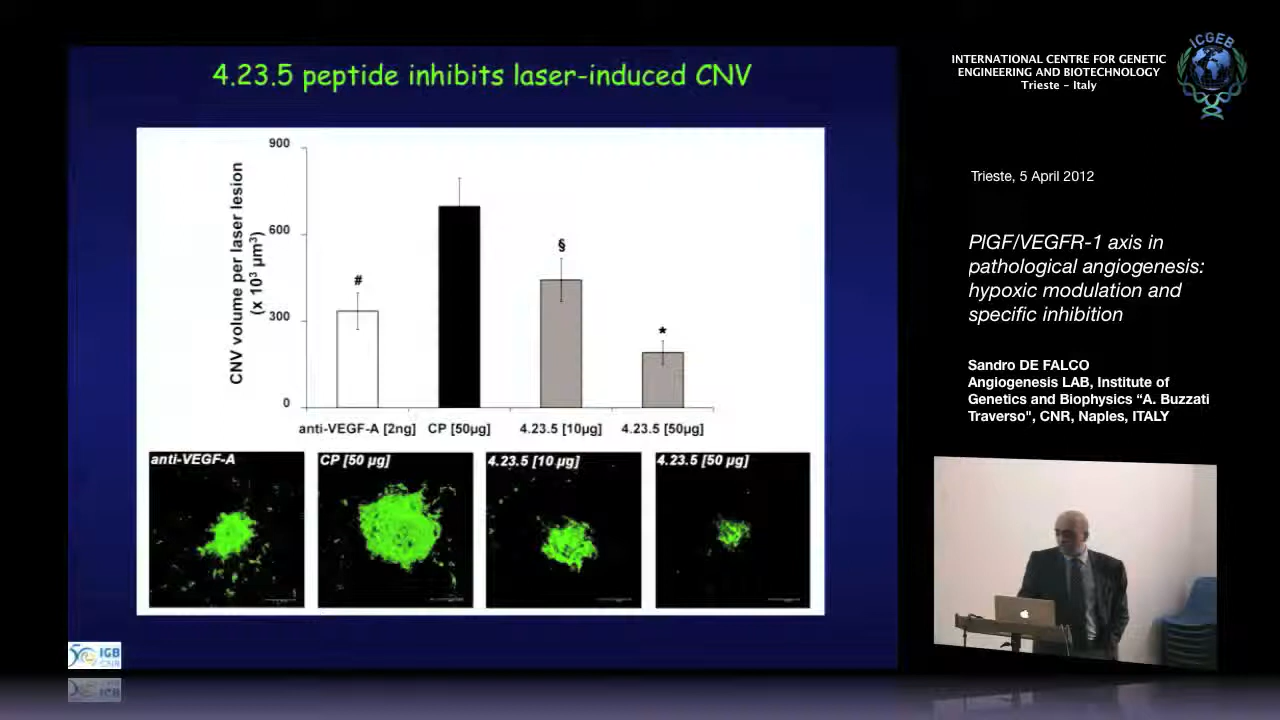 4.23.5 peptide inhibits laser-induced CNV
CNV volume per laser lesion
(x 10³ µm³)
900
600
300
0
#
§
*
anti-VEGF-A [2ng]
CP [50µg]
4.23.5 [10µg]
4.23.5 [50µg]
anti-VEGF-A
CP [50 µg]
4.23.5 [10 µg]
4.23.5 [50 µg]
IGB
CNR
INTERNATIONAL CENTRE FOR GENETIC
ENGINEERING AND BIOTECHNOLOGY
Trieste - Italy
ICGEB
Trieste, 5 April 2012
PlGF/VEGFR-1 axis in
pathological angiogenesis:
hypoxic modulation and
specific inhibition
Sandro DE FALCO
Angiogenesis LAB, Institute of
Genetics and Biophysics “A. Buzzati
Traverso", CNR, Naples, ITALY